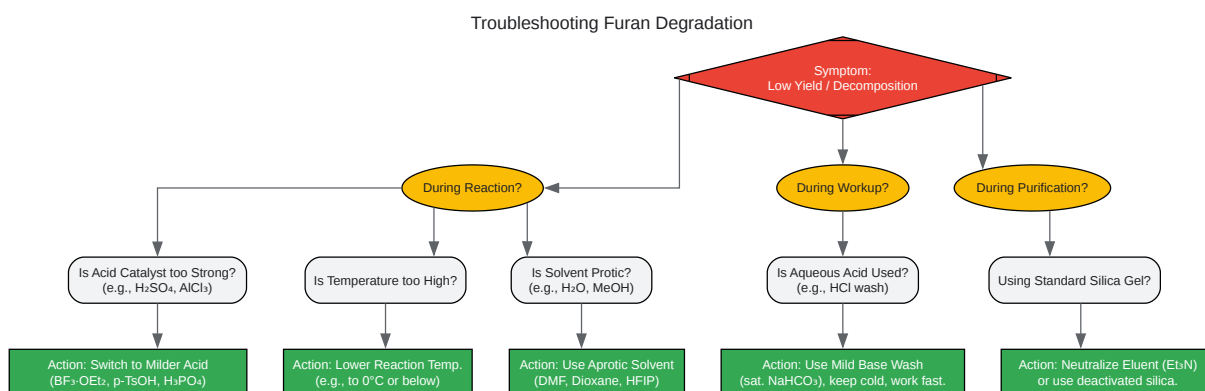 Troubleshooting Furan Degradation
Symptom:
Low Yield / Decomposition
During Reaction?
During Workup?
During Purification?
Is Acid Catalyst too Strong?
(e.g., H₂SO₄, AlCl₃)
Is Temperature too High?
Is Solvent Protic?
(e.g., H₂O, MeOH)
Is Aqueous Acid Used?
(e.g., HCl wash)
Using Standard Silica Gel?
Action: Switch to Milder Acid
(BF₃·OEt₂, p-TsOH, H₃PO₄)
Action: Lower Reaction Temp.
(e.g., to 0°C or below)
Action: Use Aprotic Solvent
(DMF, Dioxane, HFIP)
Action: Use Mild Base Wash
(sat. NaHCO₃), keep cold, work fast.
Action: Neutralize Eluent (Et₃N)
or use deactivated silica.